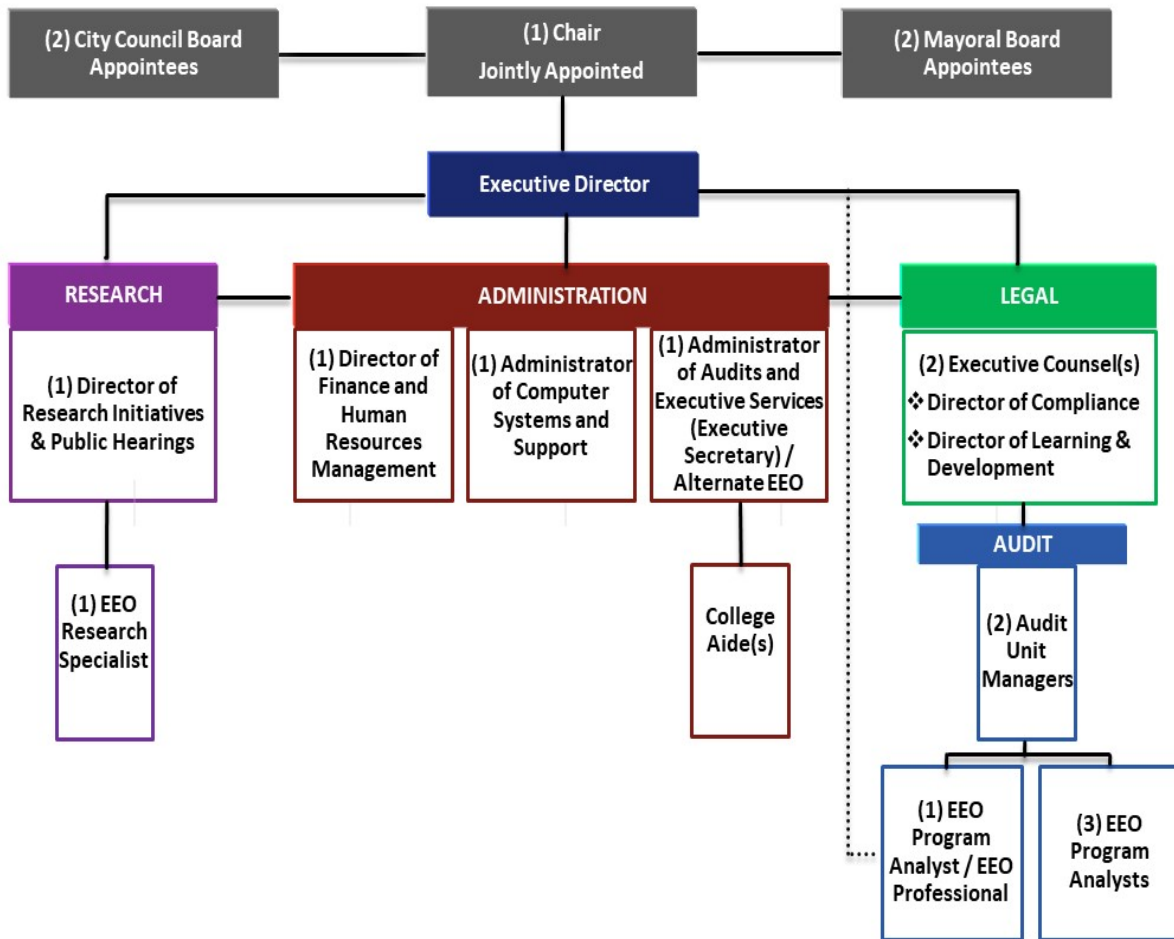 (2) City Council Board
Appointees
(1) Chair
Jointly Appointed
(2) Mayoral Board
Appointees
Executive Director
RESEARCH
ADMINISTRATION
LEGAL
(1) Director of
Research Initiatives
& Public Hearings
(1) Director of
Finance and
Human
Resources
Management
(1) Administrator
of Computer
Systems and
Support
(1) Administrator
of Audits and
Executive Services
(Executive
Secretary) /
Alternate EEO
(2) Executive Counsel(s)
❖ Director of Compliance
❖ Director of Learning &
Development
AUDIT
(1) EEO
Research
Specialist
College
Aide(s)
(2) Audit
Unit
Managers
(1) EEO
Program
Analyst / EEO
Professional
(3) EEO
Program
Analysts